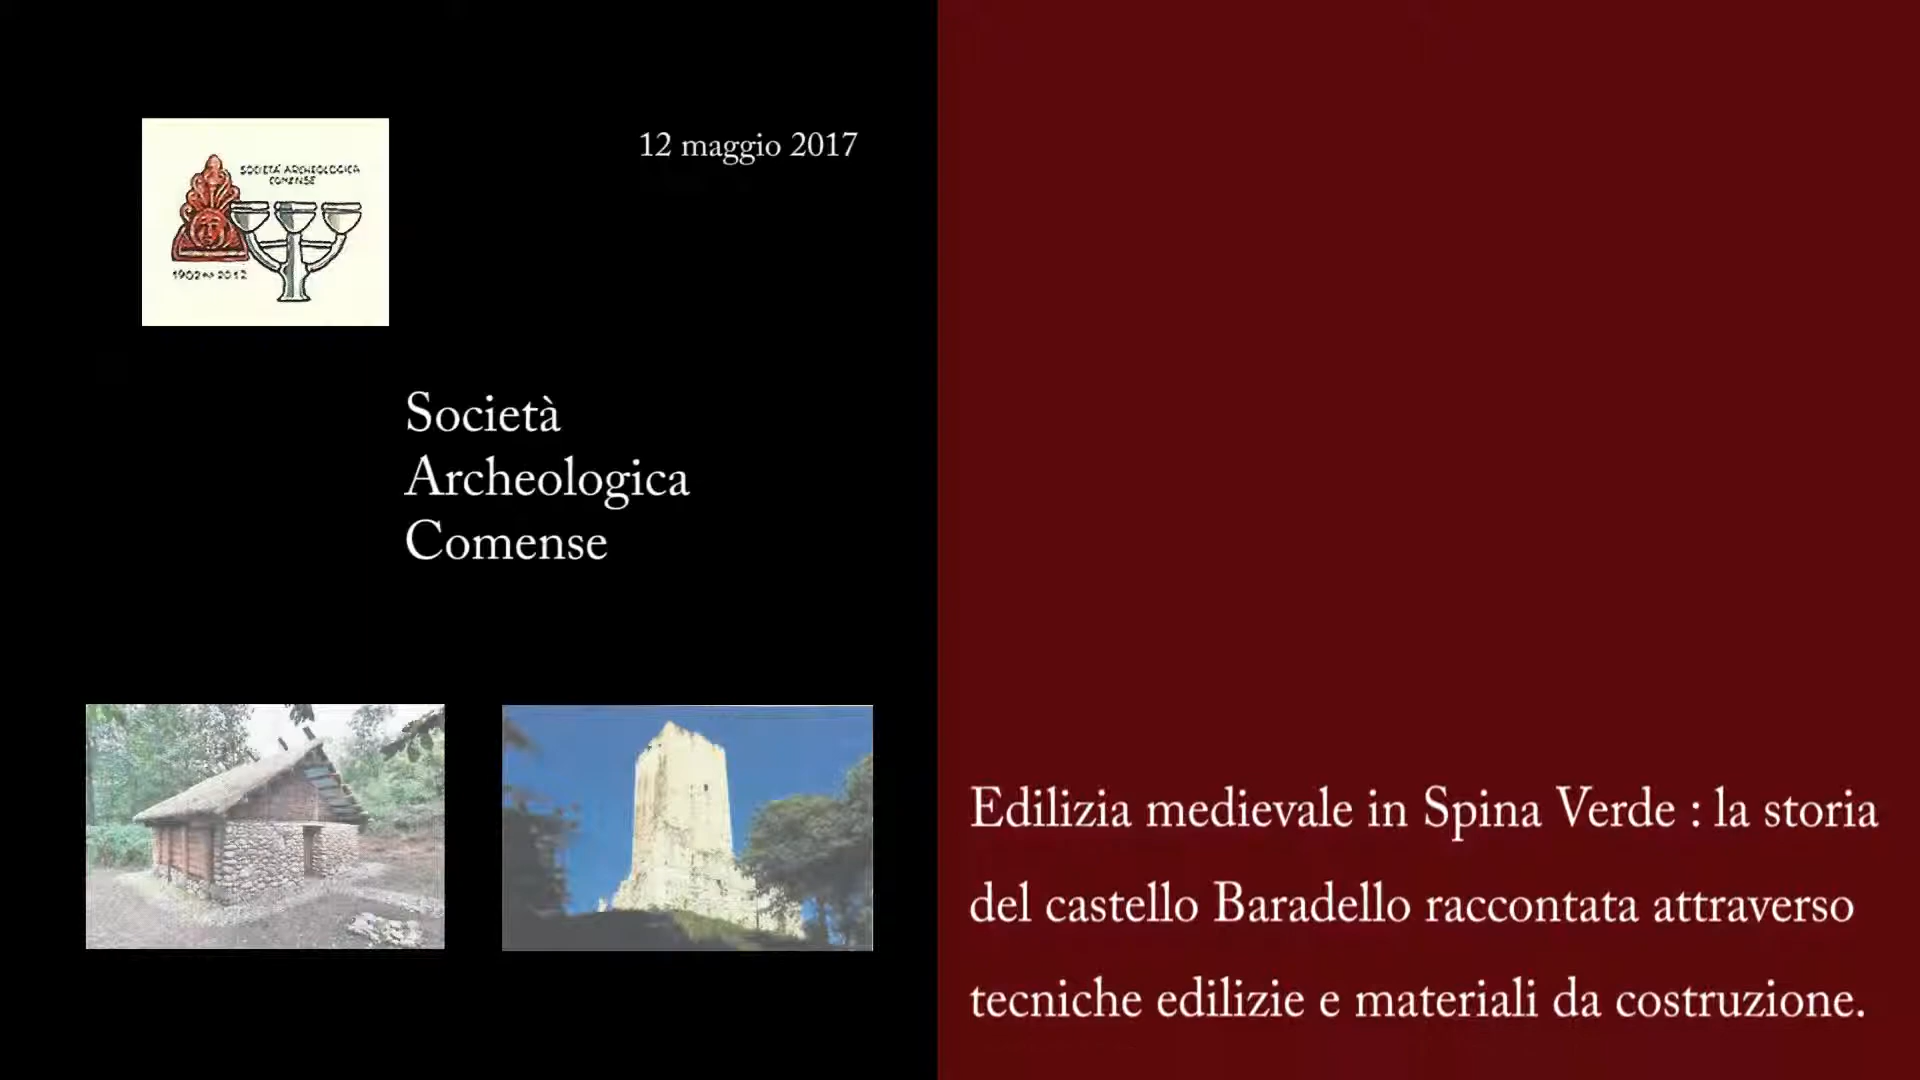 SOCIETÀ ARCHEOLOGICA
COMENSE
1902~2012
12 maggio 2017
Società
Archeologica
Comense
Edilizia medievale in Spina Verde : la storia
del castello Baradello raccontata attraverso
tecniche edilizie e materiali da costruzione.